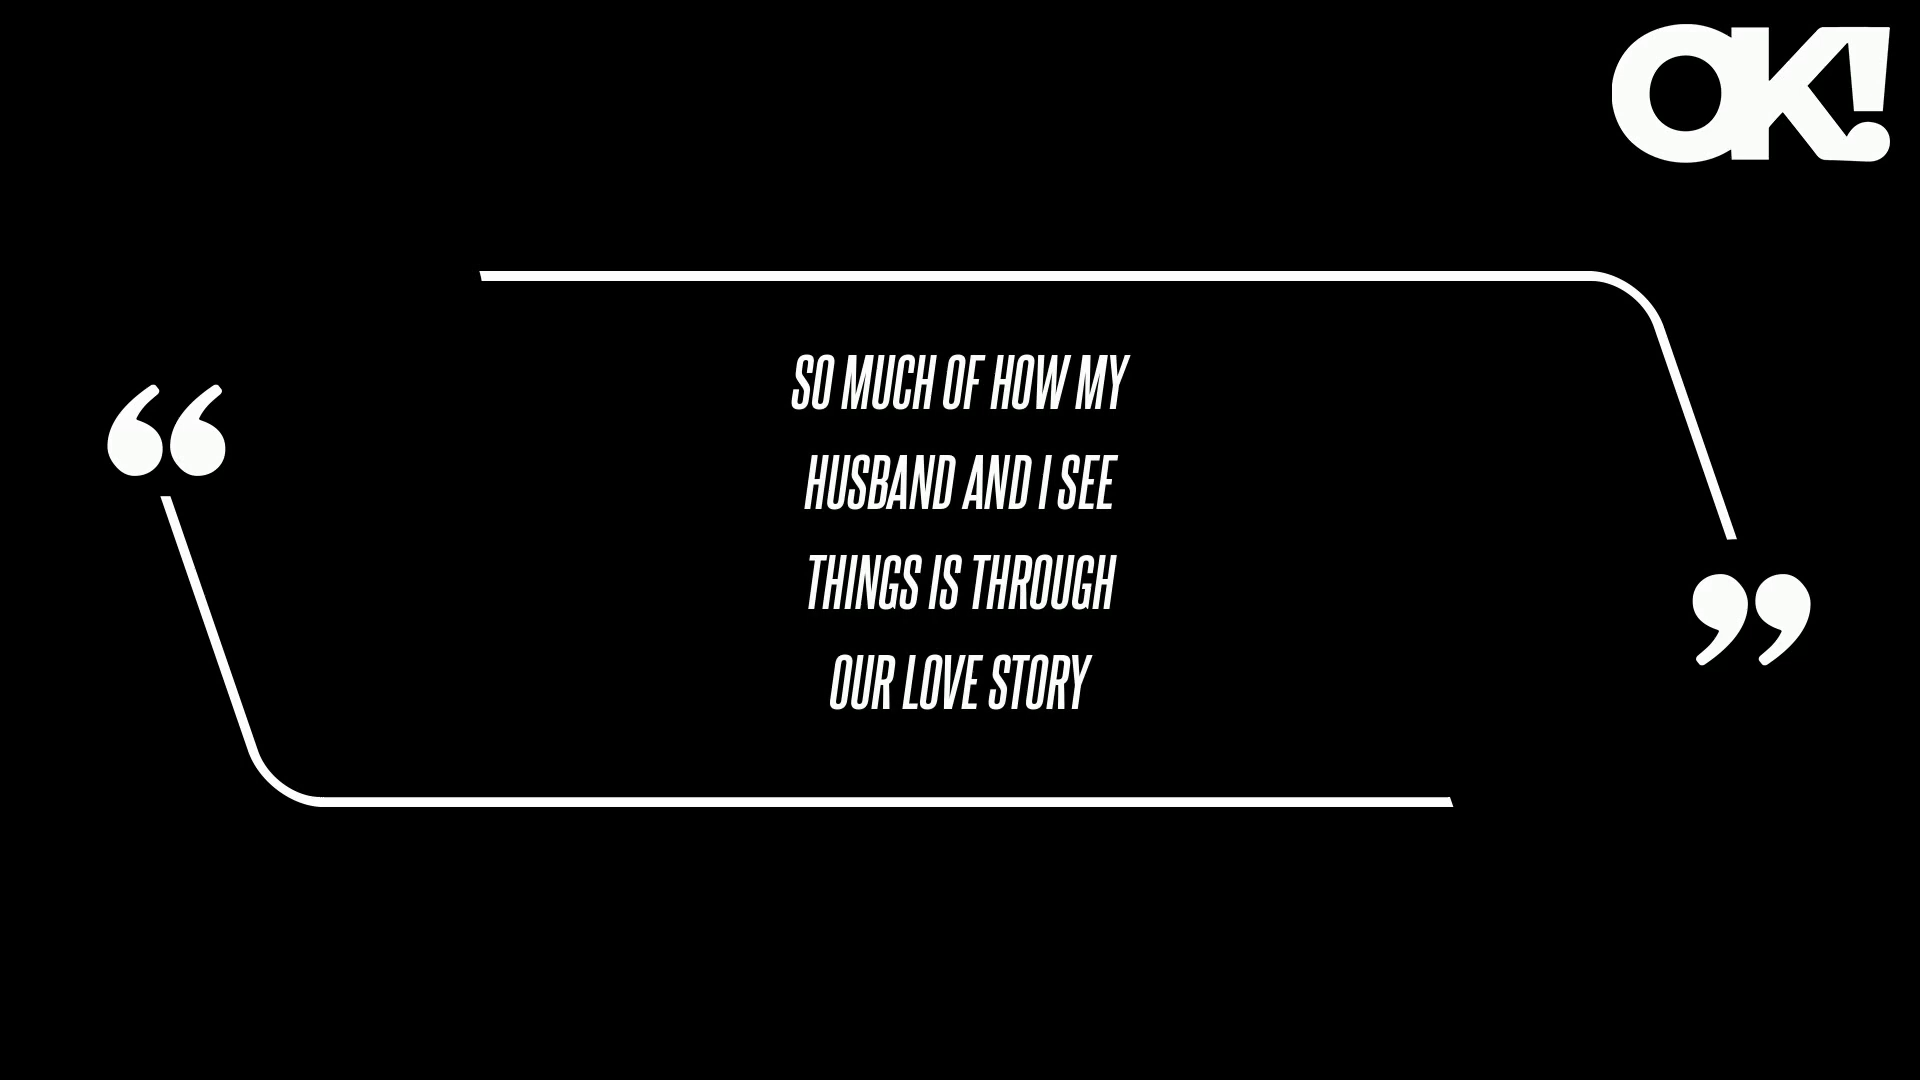 OK!
“
SO MUCH OF HOW MY
HUSBAND AND I SEE
THINGS IS THROUGH
OUR LOVE STORY
”